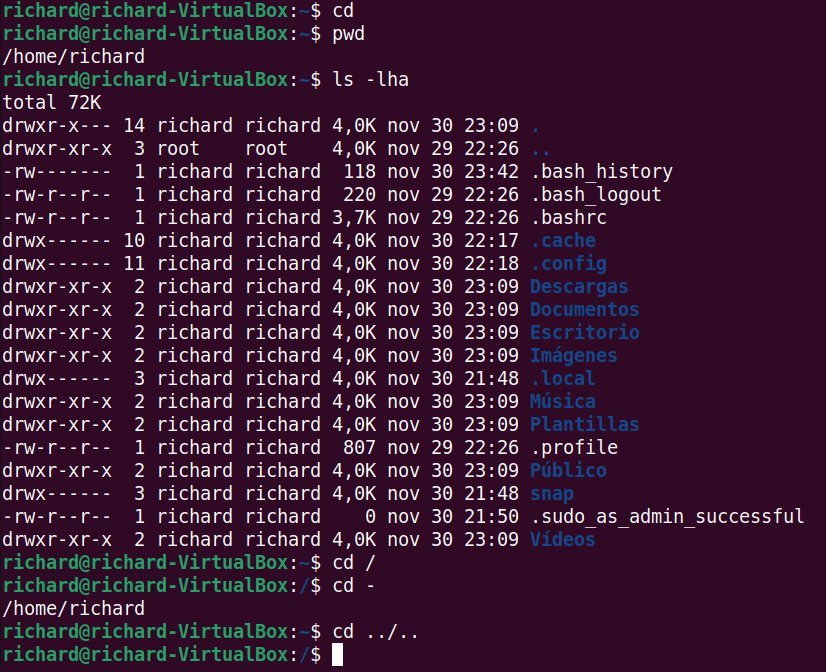 richard@richard-VirtualBox:~$ cd
richard@richard-VirtualBox:~$ pwd
/home/richard
richard@richard-VirtualBox:~$ ls -lha
total 72K
drwxr-x--- 14 richard richard 4,0K nov 30 23:09 .
drwxr-xr-x  3 root    root    4,0K nov 29 22:26 ..
-rw-------  1 richard richard  118 nov 30 23:42 .bash_history
-rw-r--r--  1 richard richard  220 nov 29 22:26 .bash_logout
-rw-r--r--  1 richard richard 3,7K nov 29 22:26 .bashrc
drwx------ 10 richard richard 4,0K nov 30 22:17 .cache
drwx------ 11 richard richard 4,0K nov 30 22:18 .config
drwxr-xr-x  2 richard richard 4,0K nov 30 23:09 Descargas
drwxr-xr-x  2 richard richard 4,0K nov 30 23:09 Documentos
drwxr-xr-x  2 richard richard 4,0K nov 30 23:09 Escritorio
drwxr-xr-x  2 richard richard 4,0K nov 30 23:09 Imágenes
drwx------  3 richard richard 4,0K nov 30 21:48 .local
drwxr-xr-x  2 richard richard 4,0K nov 30 23:09 Música
drwxr-xr-x  2 richard richard 4,0K nov 30 23:09 Plantillas
-rw-r--r--  1 richard richard  807 nov 29 22:26 .profile
drwxr-xr-x  2 richard richard 4,0K nov 30 23:09 Público
drwx------  3 richard richard 4,0K nov 30 21:48 snap
-rw-r--r--  1 richard richard    0 nov 30 21:50 .sudo_as_admin_successful
drwxr-xr-x  2 richard richard 4,0K nov 30 23:09 Vídeos
richard@richard-VirtualBox:~$ cd /
richard@richard-VirtualBox:/$ cd -
/home/richard
richard@richard-VirtualBox:~$ cd ../..
richard@richard-VirtualBox:/$